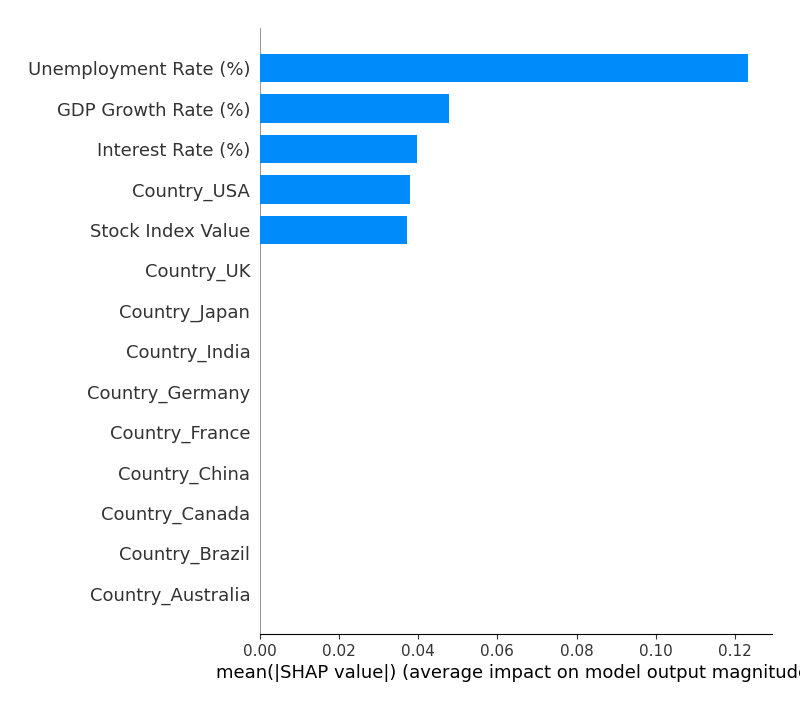 Unemployment Rate (%)
GDP Growth Rate (%)
Interest Rate (%)
Country_USA
Stock Index Value
Country_UK
Country_Japan
Country_India
Country_Germany
Country_France
Country_China
Country_Canada
Country_Brazil
Country_Australia
0.00 0.02 0.04 0.06 0.08 0.10 0.12
mean(|SHAP value|) (average impact on model output magnitude